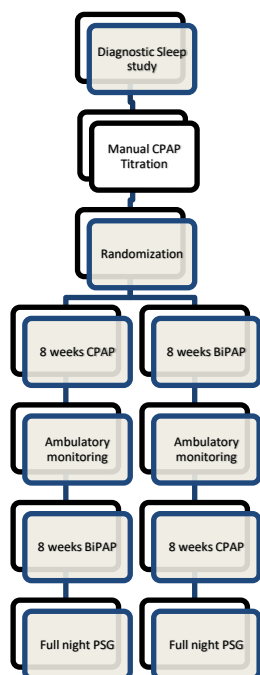 Diagnostic Sleep
study
Manual CPAP
Titration
Randomization
8 weeks CPAP
8 weeks BiPAP
Ambulatory
monitoring
Ambulatory
monitoring
8 weeks BiPAP
8 weeks CPAP
Full night PSG
Full night PSG